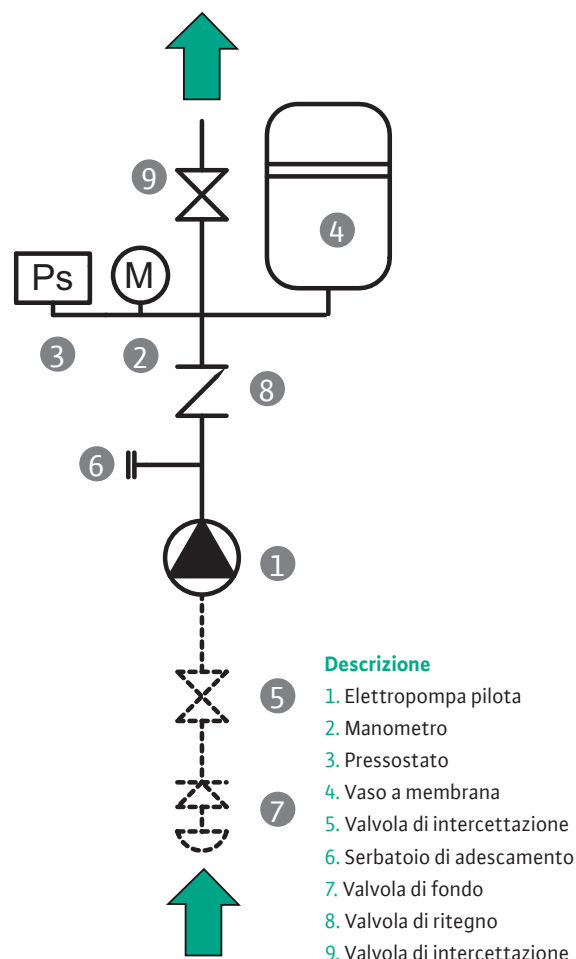 9
4
Ps
M
3
2
8
6
1
5
7
Descrizione
1. Elettropompa pilota
2. Manometro
3. Pressostato
4. Vaso a membrana
5. Valvola di intercettazione
6. Serbatoio di adescamento
7. Valvola di fondo
8. Valvola di ritegno
9. Valvola di intercettazione